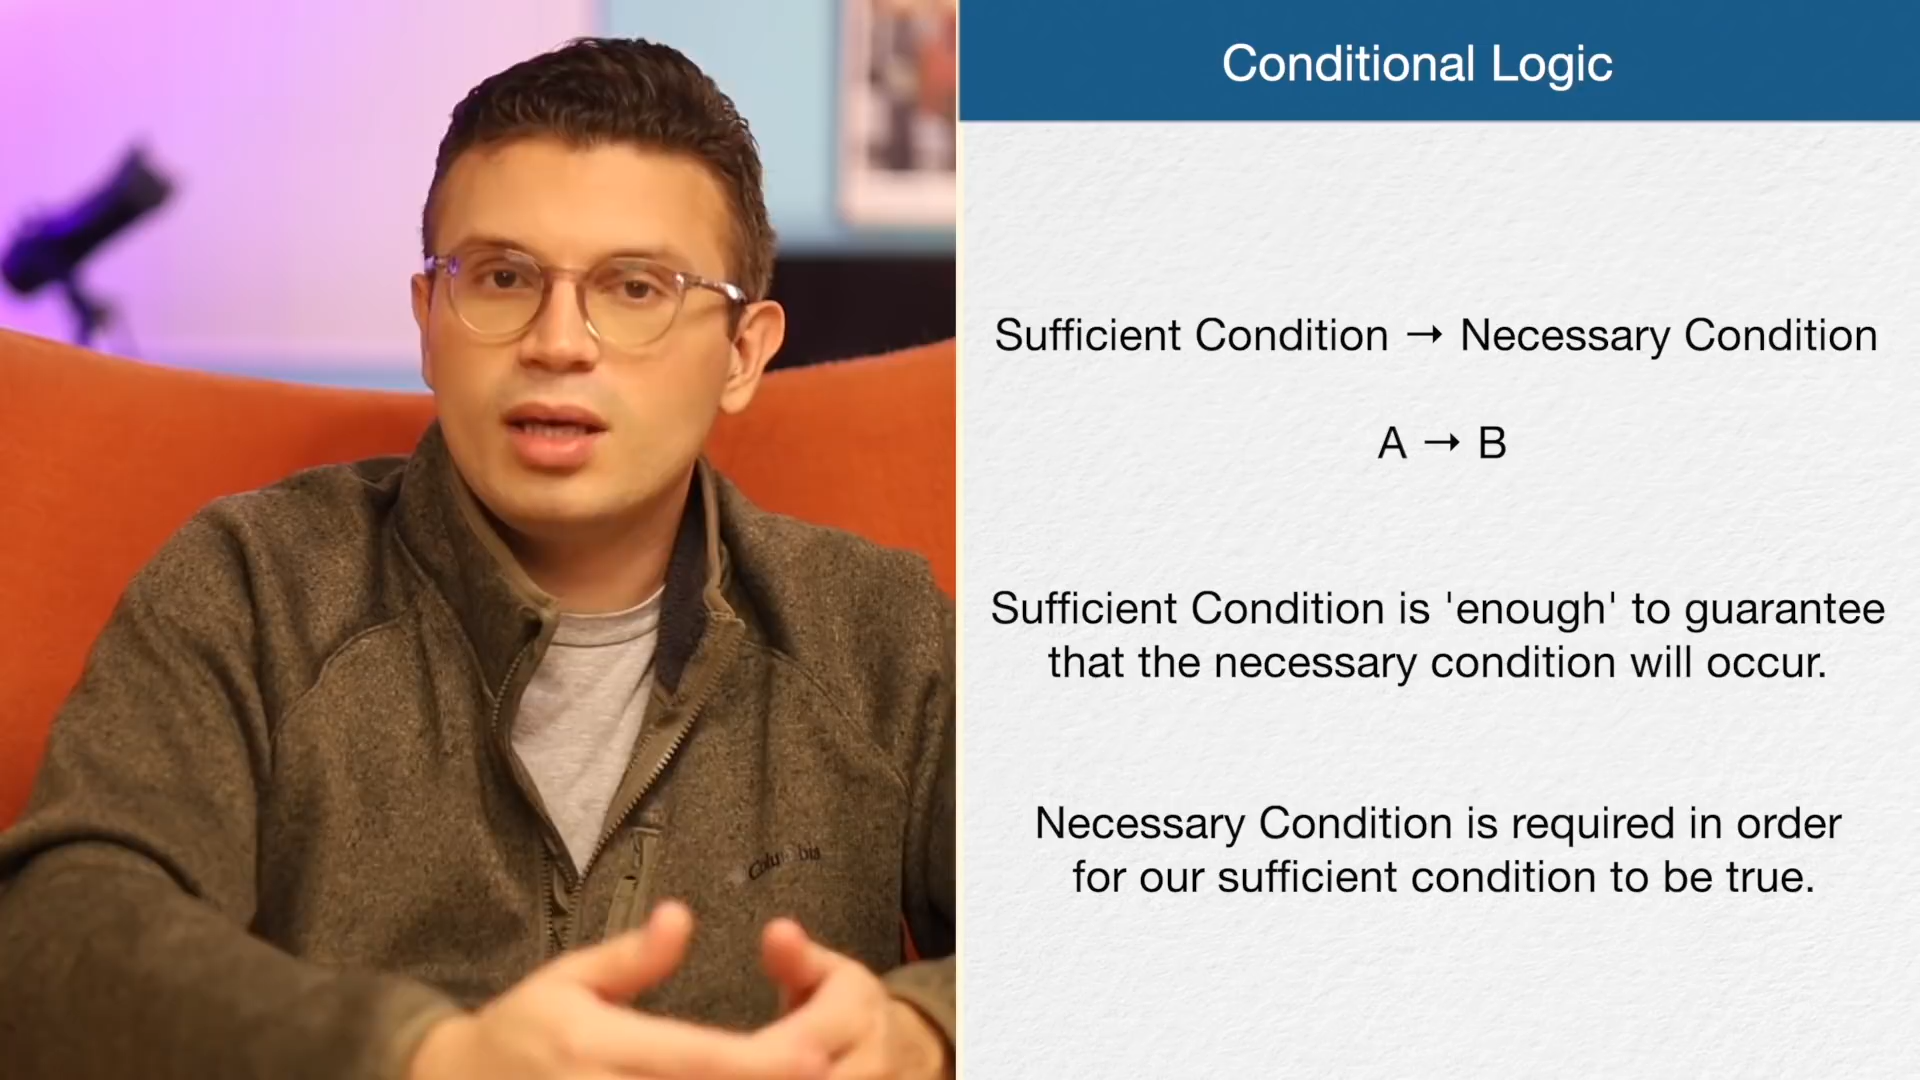 Conditional Logic
Sufficient Condition → Necessary Condition
A → B
Sufficient Condition is 'enough' to guarantee
that the necessary condition will occur.
Necessary Condition is required in order
for our sufficient condition to be true.
Columbia